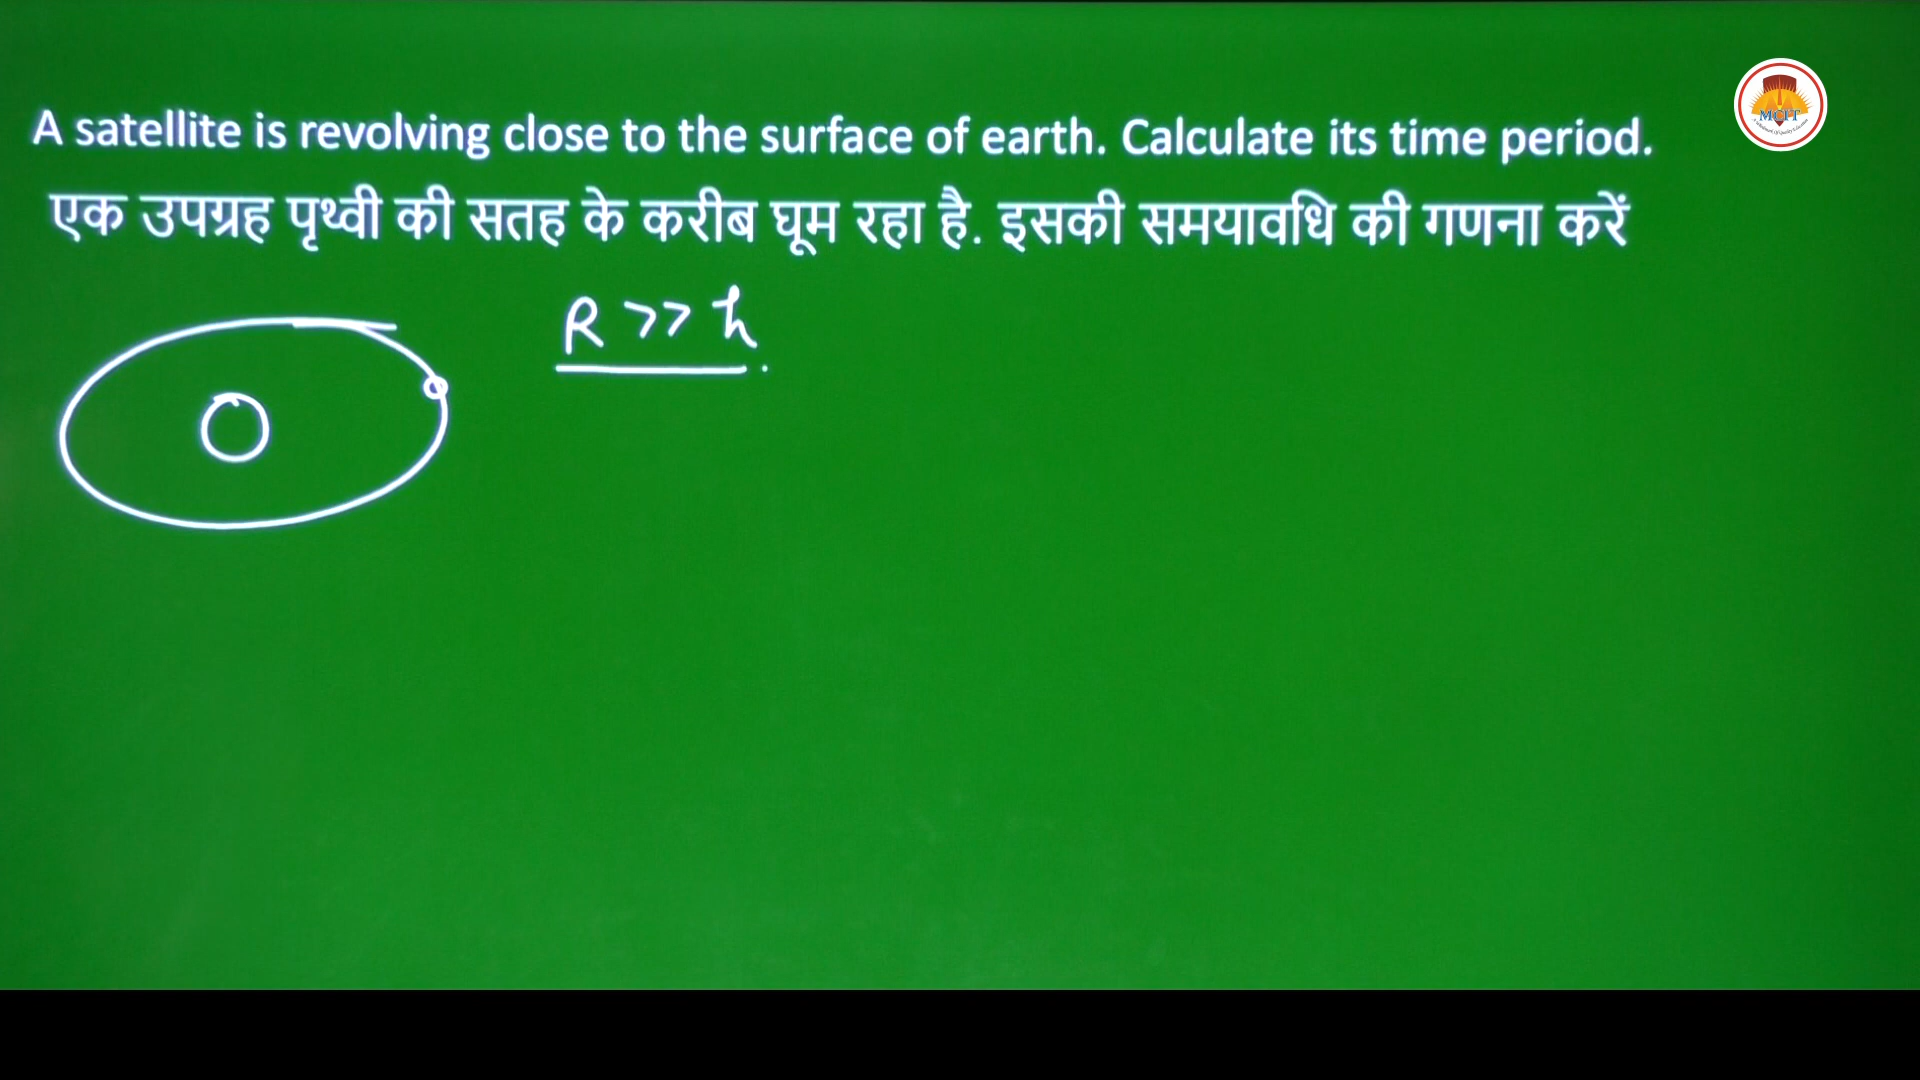 A satellite is revolving close to the surface of earth. Calculate its time period.
एक उपग्रह पृथ्वी की सतह के करीब घूम रहा है. इसकी समयावधि की गणना करें
R >> h
MCIT